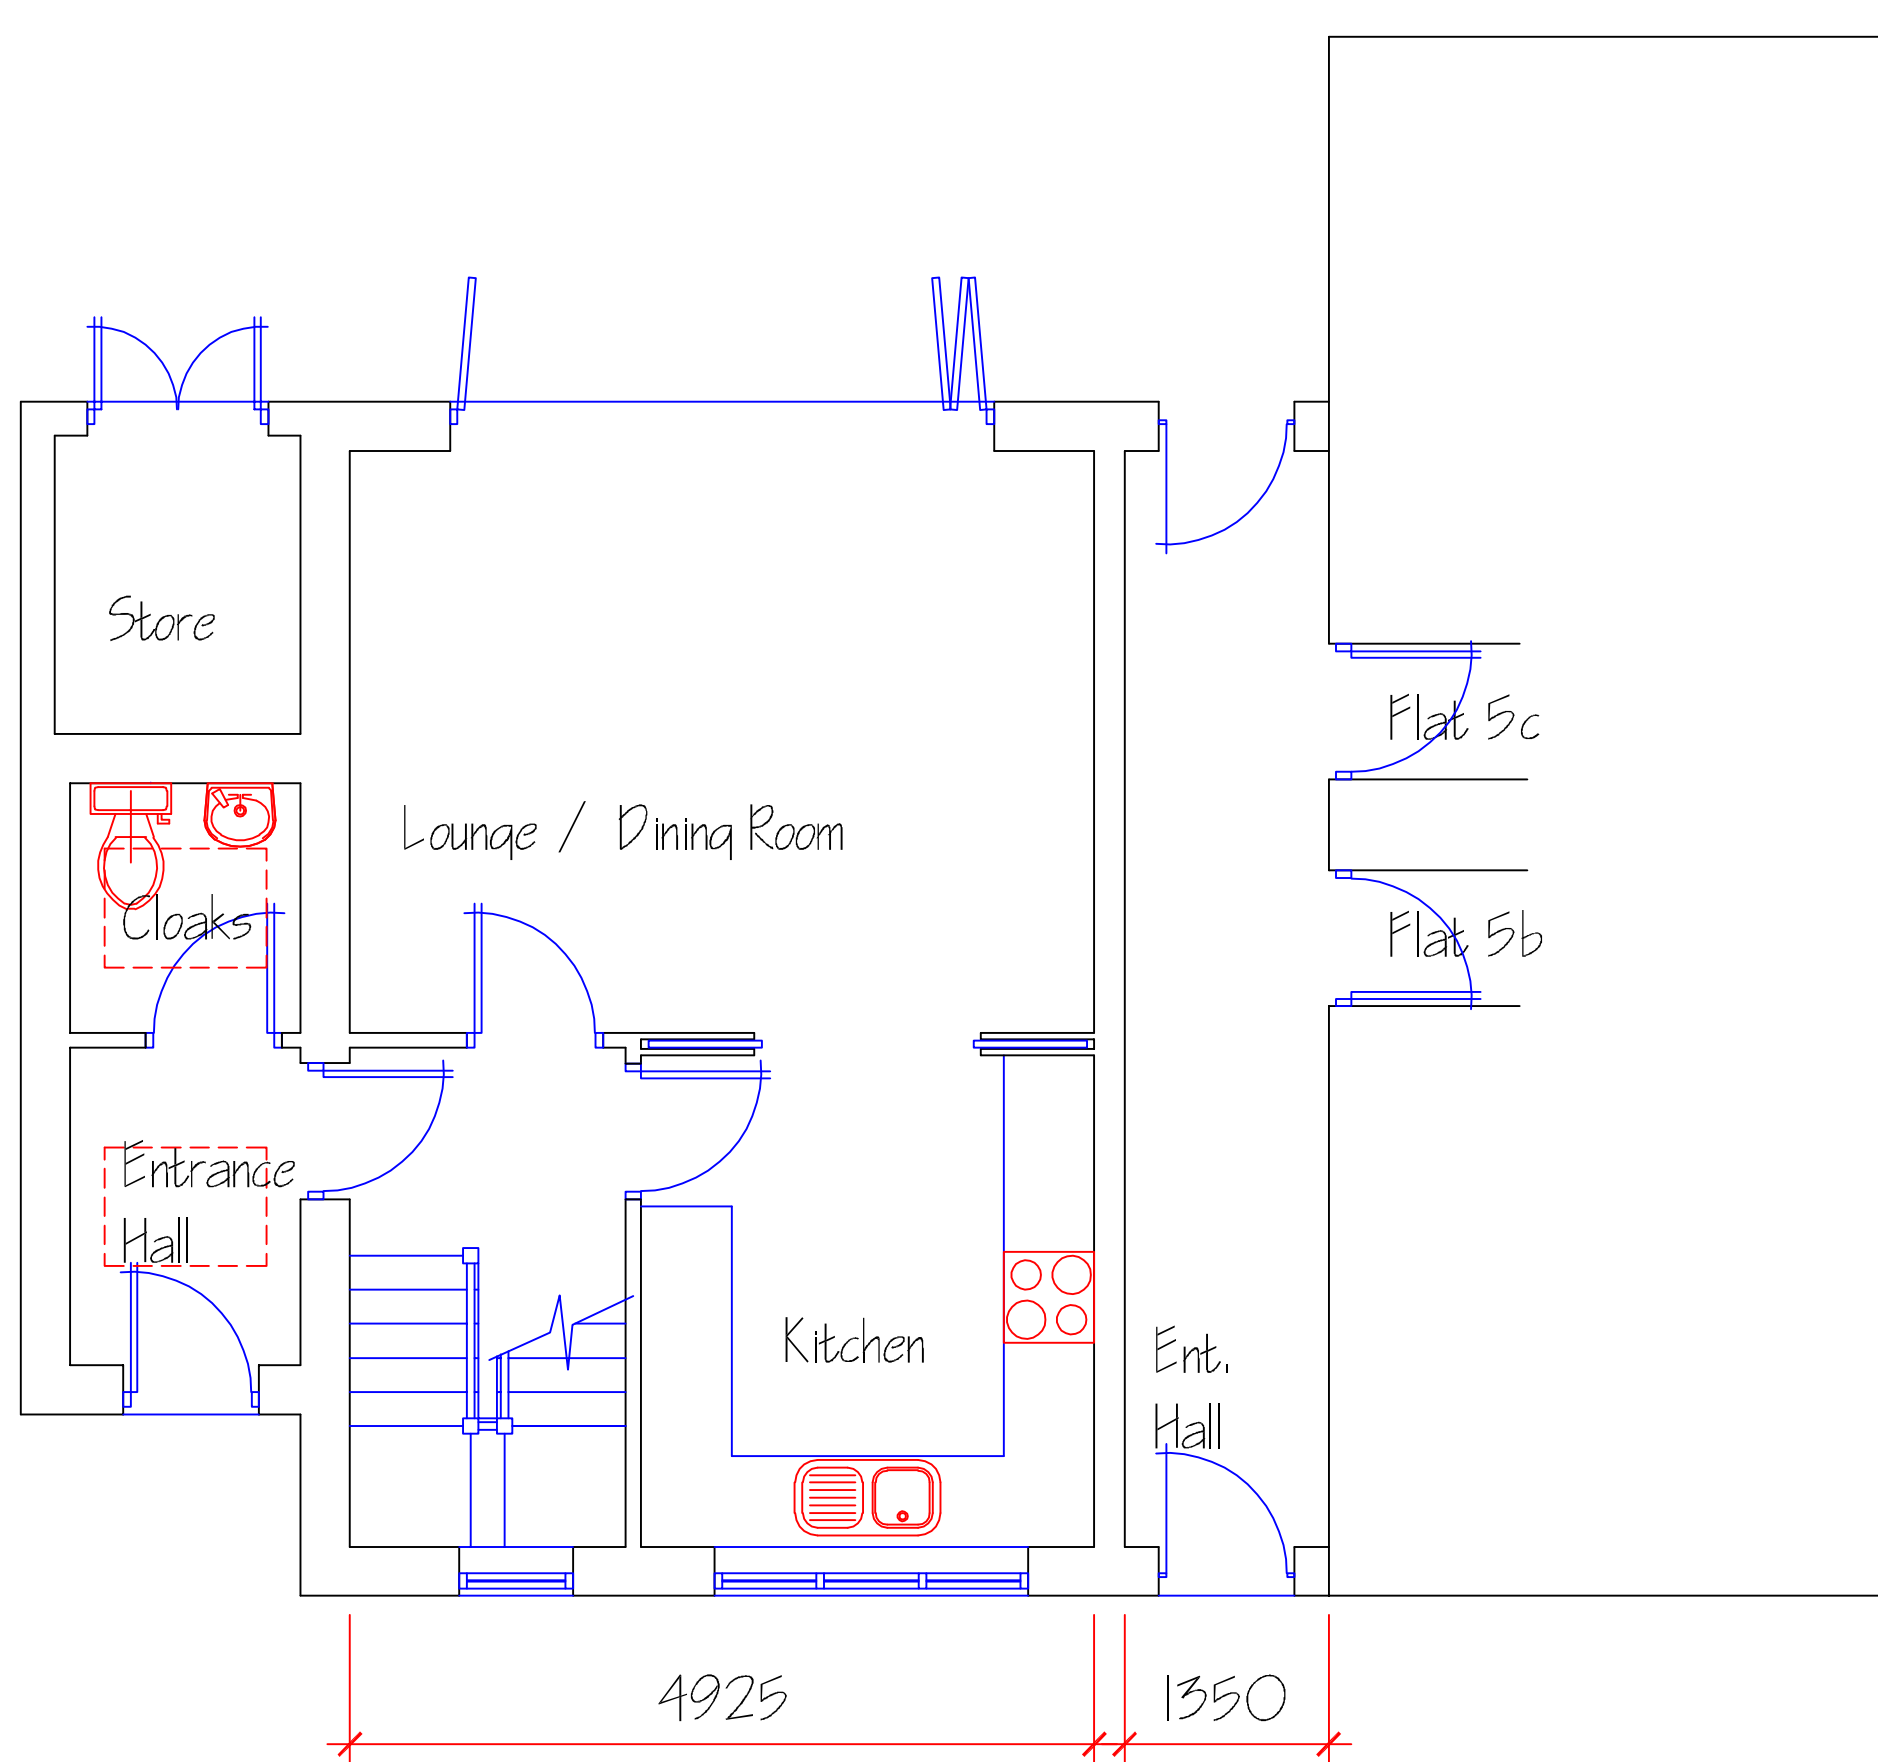 Store
Flat 5c
Lounge / Dining Room
Cloaks
Flat 5b
Entrance
Hall
Kitchen
Ent.
Hall
4925
1350